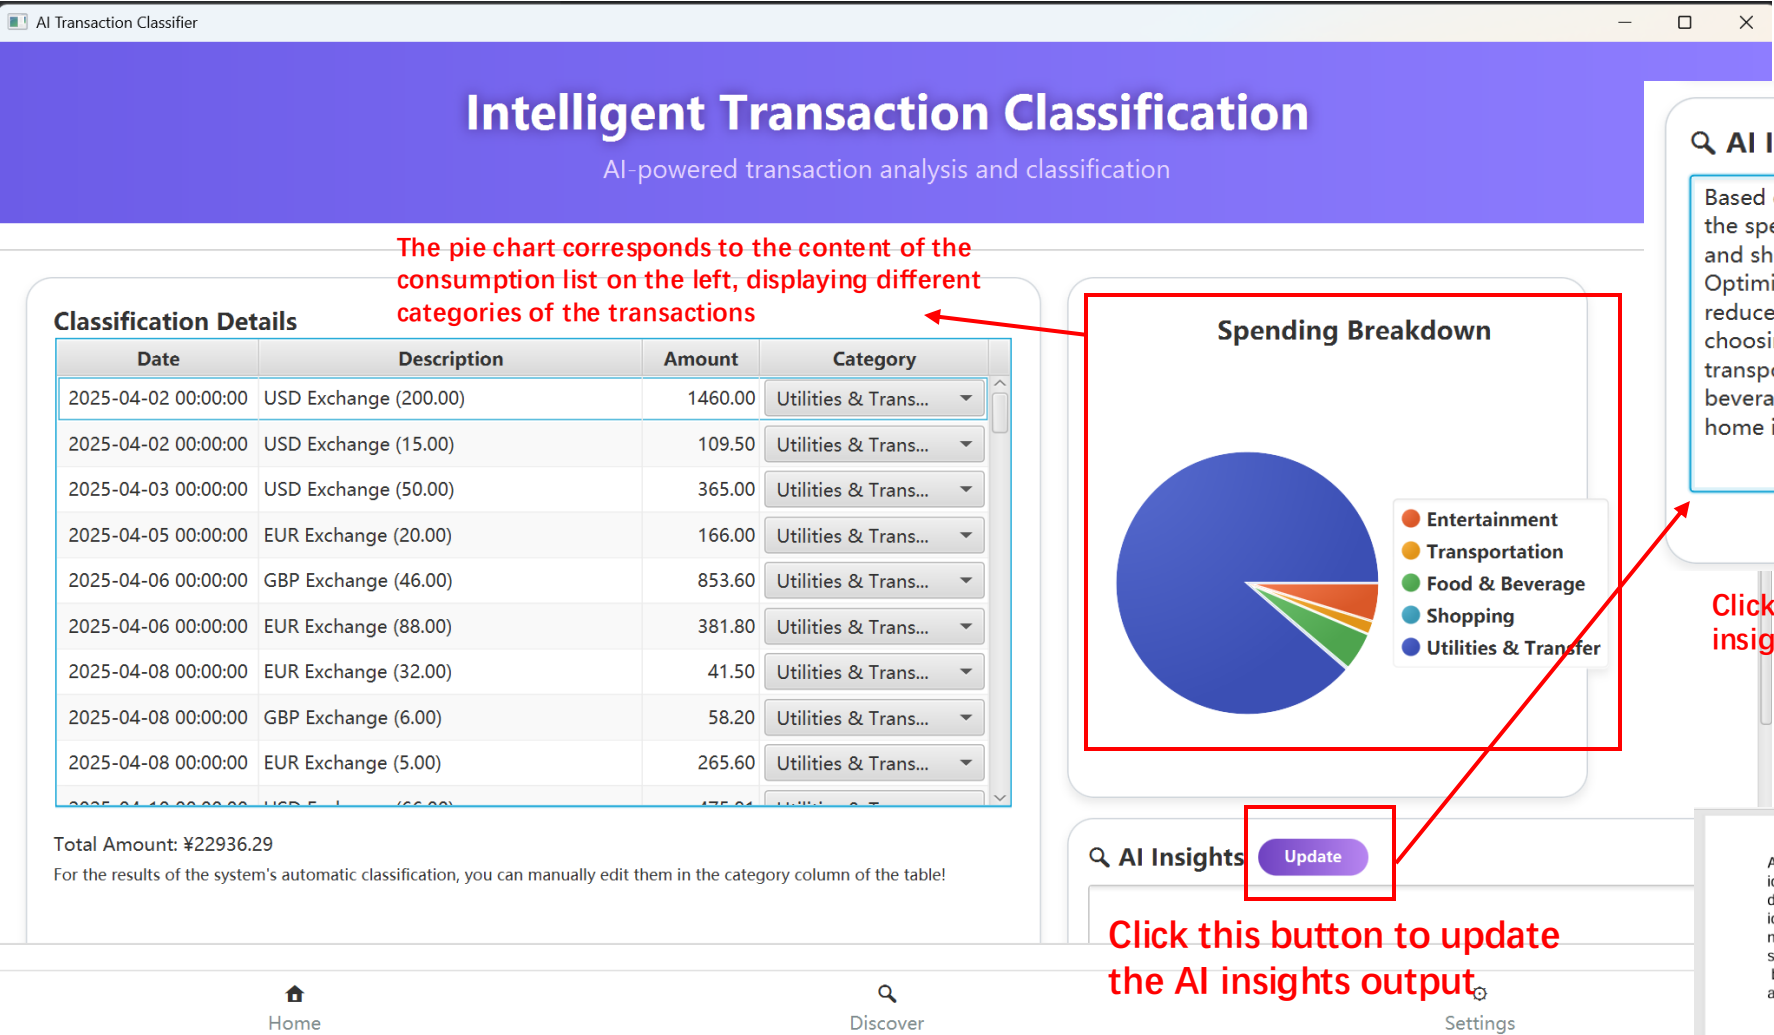 AI Transaction Classifier
Intelligent Transaction Classification
AI-powered transaction analysis and classification
The pie chart corresponds to the content of the
consumption list on the left, displaying different
categories of the transactions
Classification Details
Date Description Amount Category
2025-04-02 00:00:00 USD Exchange (200.00) 1460.00 Utilities & Trans...
2025-04-02 00:00:00 USD Exchange (15.00) 109.50 Utilities & Trans...
2025-04-03 00:00:00 USD Exchange (50.00) 365.00 Utilities & Trans...
2025-04-05 00:00:00 EUR Exchange (20.00) 166.00 Utilities & Trans...
2025-04-06 00:00:00 GBP Exchange (46.00) 853.60 Utilities & Trans...
2025-04-06 00:00:00 EUR Exchange (88.00) 381.80 Utilities & Trans...
2025-04-08 00:00:00 EUR Exchange (32.00) 41.50 Utilities & Trans...
2025-04-08 00:00:00 GBP Exchange (6.00) 58.20 Utilities & Trans...
2025-04-08 00:00:00 EUR Exchange (5.00) 265.60 Utilities & Trans...
Total Amount: ¥22936.29
For the results of the system's automatic classification, you can manually edit them in the category column of the table!
Spending Breakdown
Entertainment
Transportation
Food & Beverage
Shopping
Utilities & Transfer
AI Insights Update
Click this button to update
the AI insights output
AI
Based
the
and
Click
Home Discover Settings